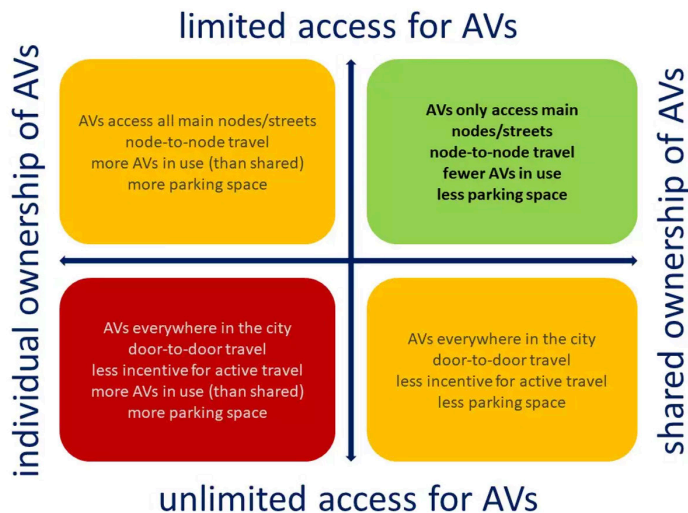 limited access for AVs
individual ownership of AVs
AVs access all main nodes/streets
node-to-node travel
more AVs in use (than shared)
more parking space
AVs only access main
nodes/streets
node-to-node travel
fewer AVs in use
less parking space
shared ownership of AVs
AVs everywhere in the city
door-to-door travel
less incentive for active travel
more AVs in use (than shared)
more parking space
AVs everywhere in the city
door-to-door travel
less incentive for active travel
less parking space
unlimited access for AVs